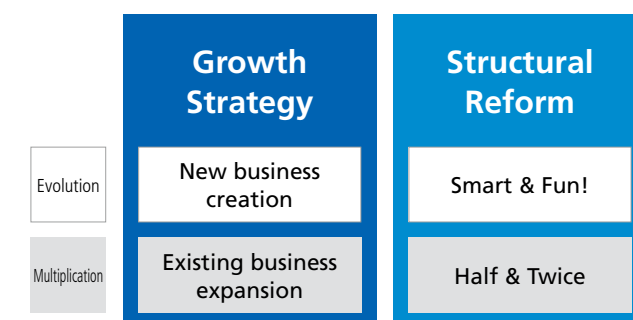 Growth
Strategy
Structural
Reform
Evolution
New business
creation
Smart & Fun!
Multiplication
Existing business
expansion
Half & Twice